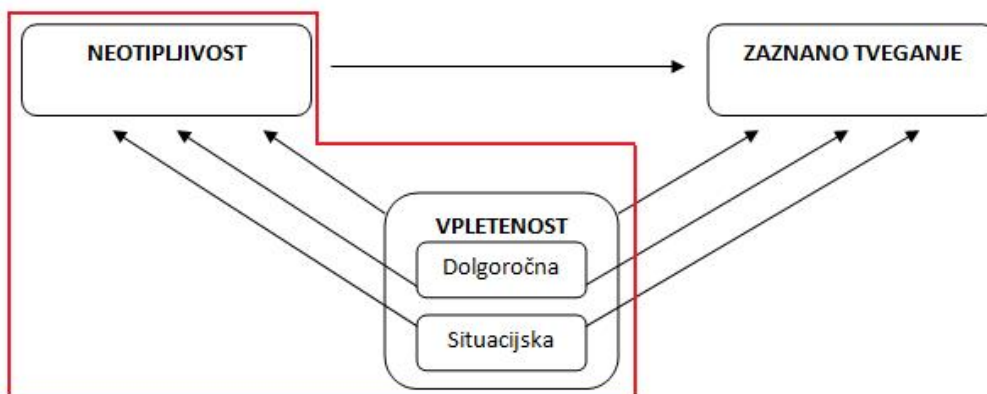 NEOTIPLJIVOST
ZAZNANO TVEGANJE
VPLETENOST
Dolgoročna
Situacijska